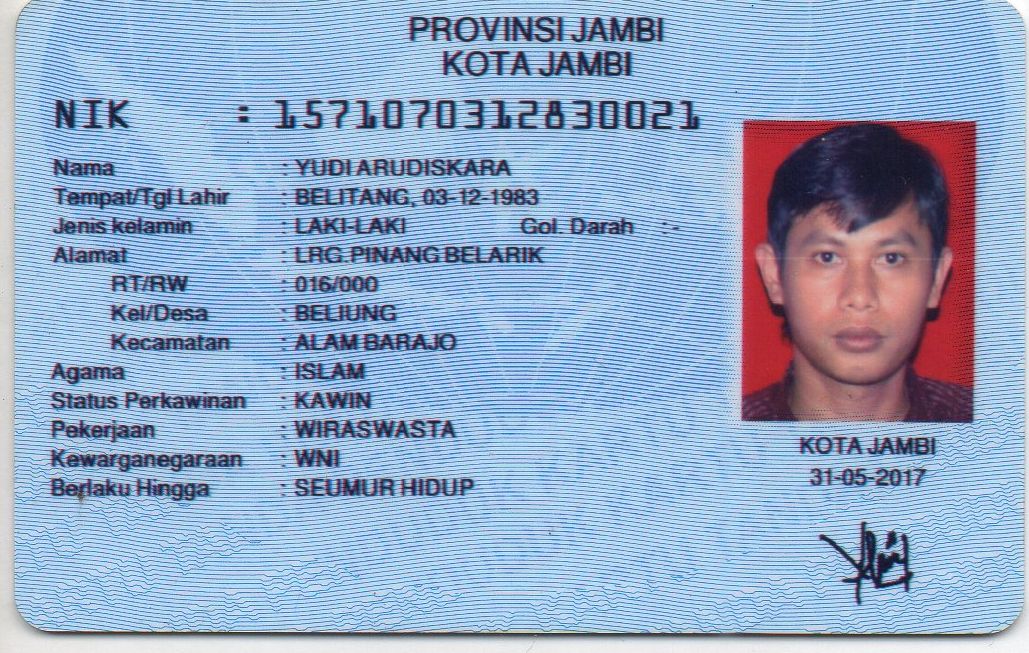 PROVINSI JAMBI
KOTA JAMBI
NIK : 1571070312830021
Nama : YUDI ARUDISKARA
Tempat/Tgl Lahir : BELITANG, 03-12-1983
Jenis kelamin : LAKI-LAKI Gol. Darah : -
Alamat : LRG. PINANG BELARIK
RT/RW : 016/000
Kel/Desa : BELIUNG
Kecamatan : ALAM BARAJO
Agama : ISLAM
Status Perkawinan : KAWIN
Pekerjaan : WIRASWASTA
Kewarganegaraan : WNI
Berlaku Hingga : SEUMUR HIDUP
KOTA JAMBI
31-05-2017